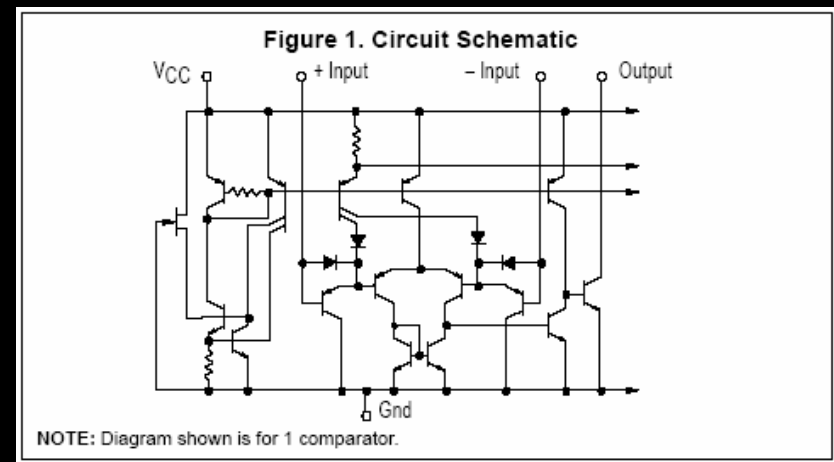 Figure 1. Circuit Schematic
VCC + Input – Input Output
Gnd
NOTE: Diagram shown is for 1 comparator.